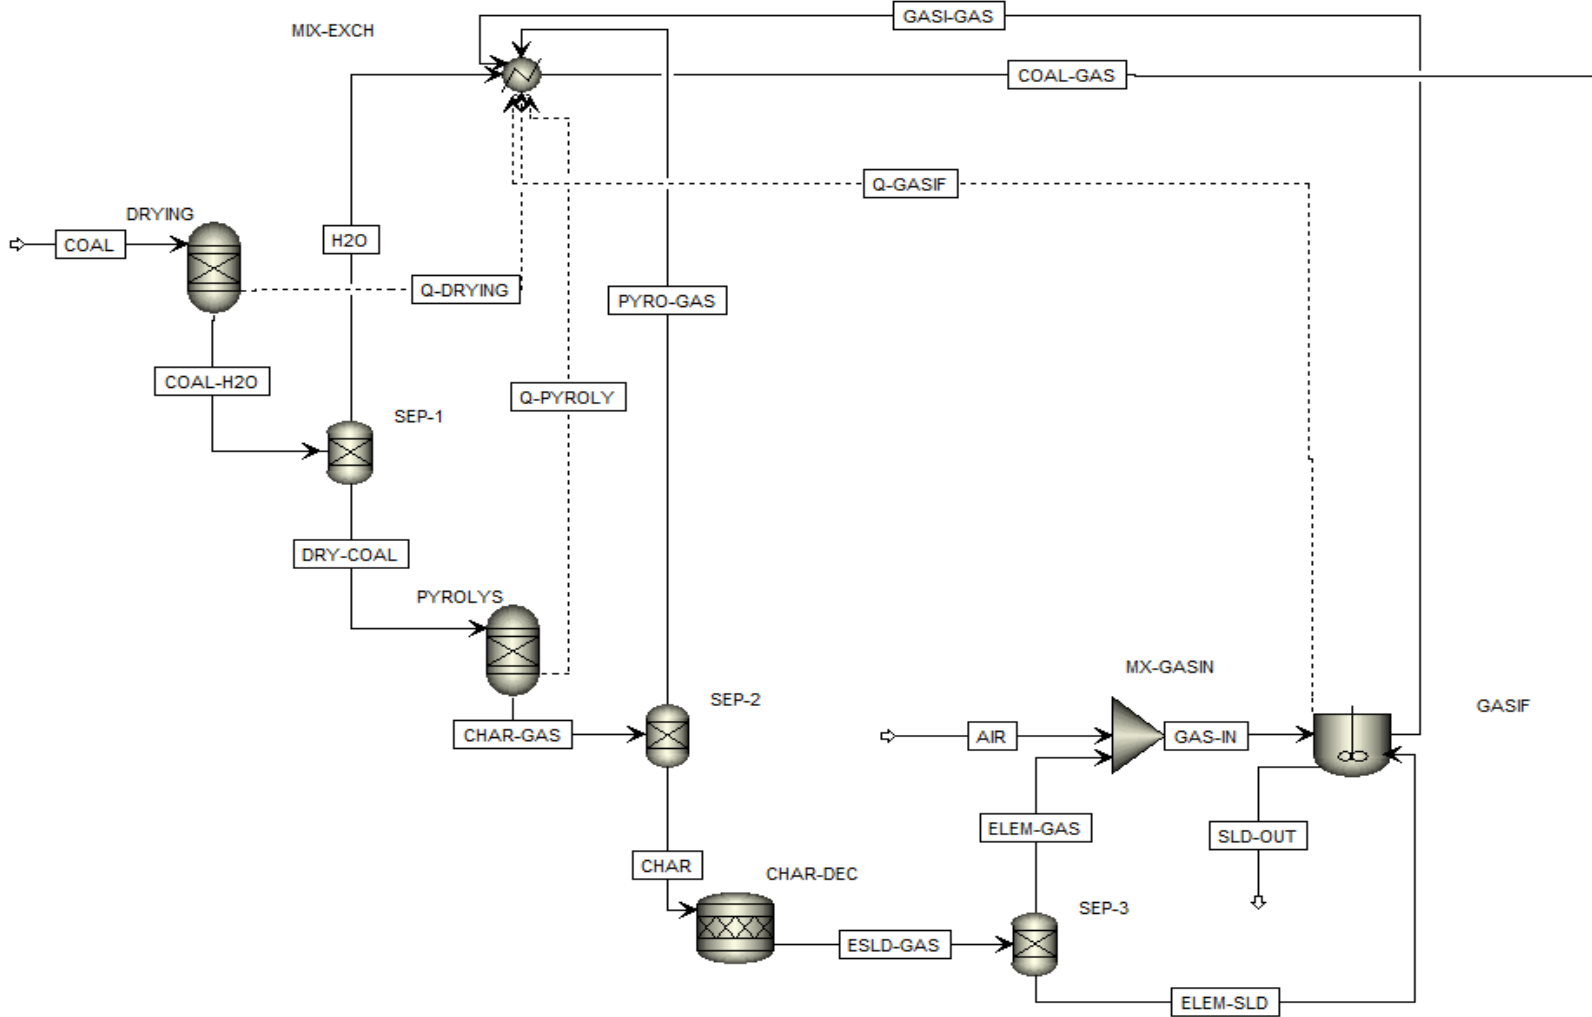 GASI-GAS
MIX-EXCH
COAL-GAS
Q-GASIF
DRYING
COAL
H2O
Q-DRYING
PYRO-GAS
COAL-H2O
Q-PYROLY
SEP-1
DRY-COAL
PYROLYS
MX-GASIN
SEP-2
GASIF
CHAR-GAS
AIR
GAS-IN
ELEM-GAS
SLD-OUT
CHAR
CHAR-DEC
SEP-3
ESLD-GAS
ELEM-SLD